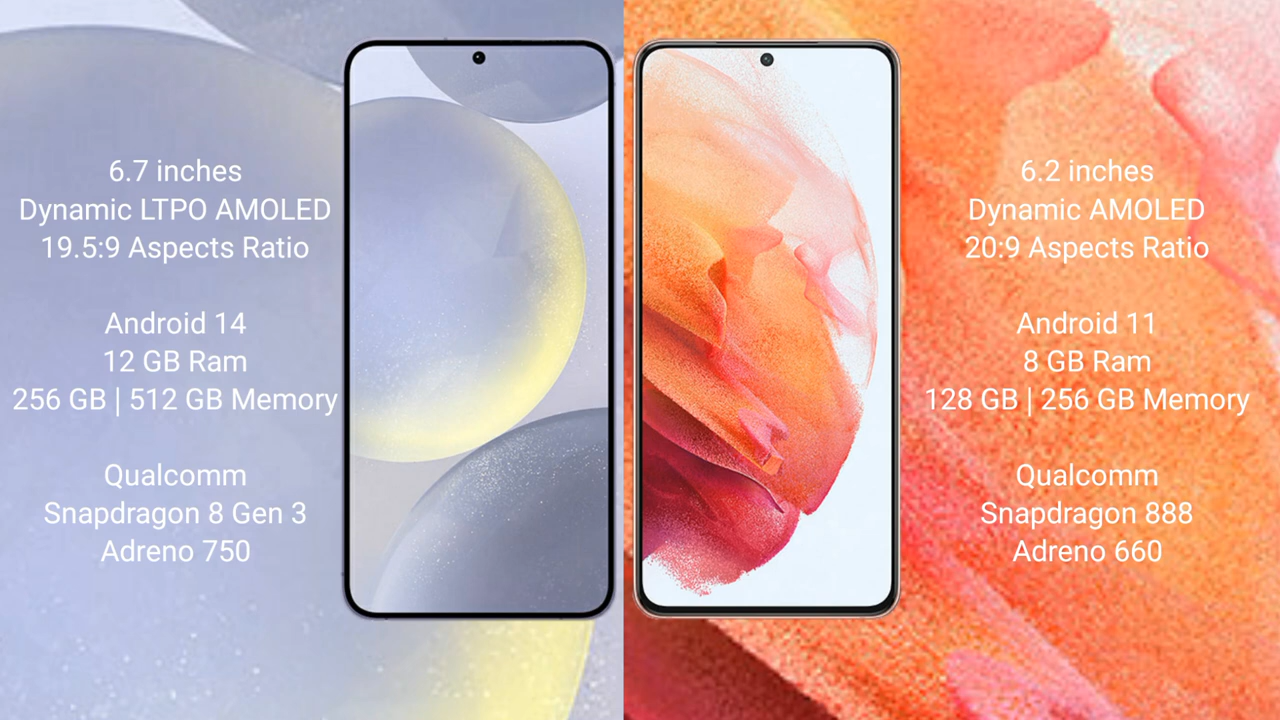 6.7 inches
Dynamic LTPO AMOLED
19.5:9 Aspects Ratio
Android 14
12 GB Ram
256 GB | 512 GB Memory
Qualcomm
Snapdragon 8 Gen 3
Adreno 750
6.2 inches
Dynamic AMOLED
20:9 Aspects Ratio
Android 11
8 GB Ram
128 GB | 256 GB Memory
Qualcomm
Snapdragon 888
Adreno 660